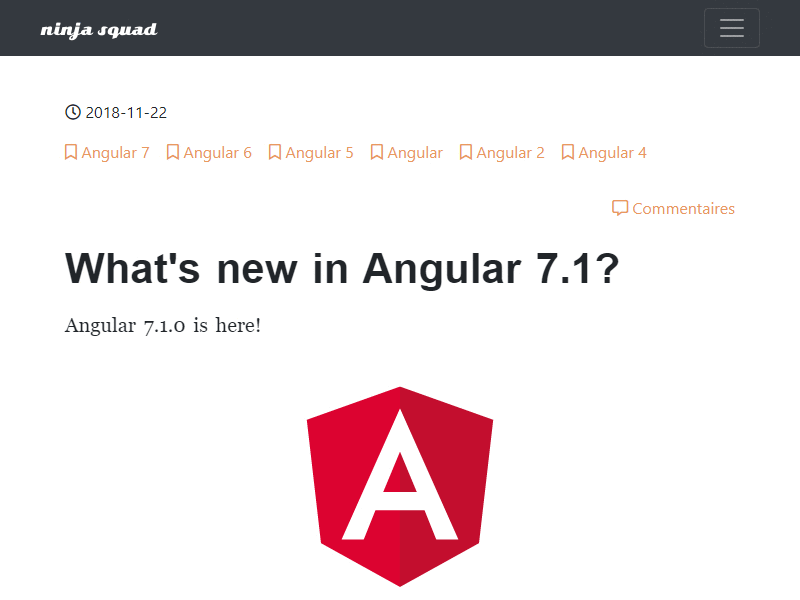 ninja squad
2018-11-22
Angular 7 Angular 6 Angular 5 Angular Angular 2 Angular 4
Commentaires
What's new in Angular 7.1?
Angular 7.1.0 is here!
A